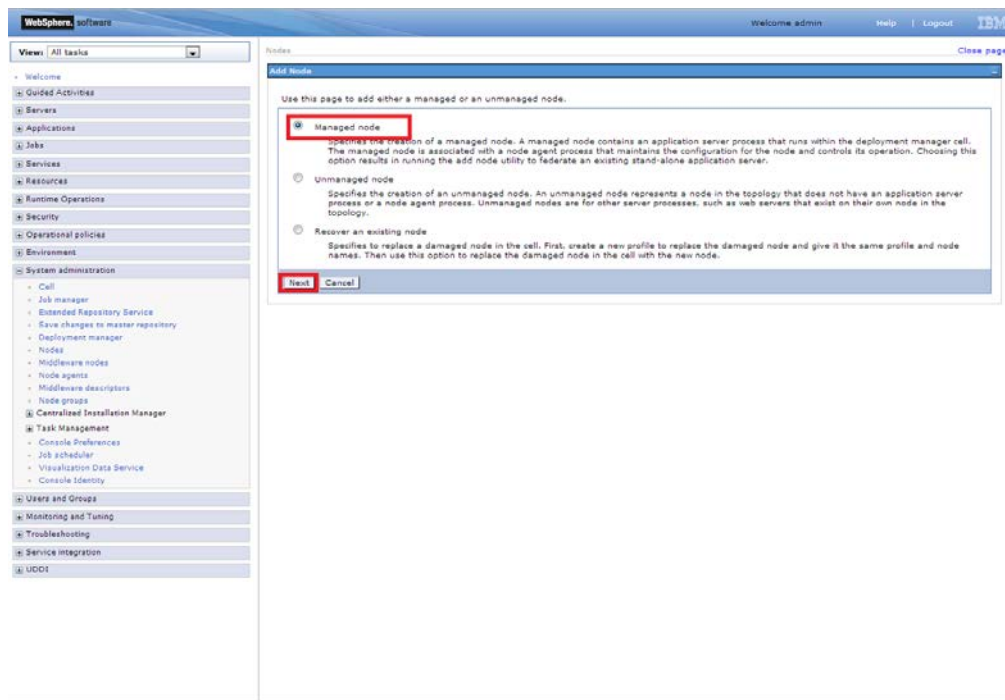 WebSphere. software
Welcome admin
Help | Logout
IBM
View: All tasks
Welcome
Guided Activities
Servers
Applications
Jobs
Services
Resources
Runtime Operations
Security
Operational policies
Environment
System administration
Cell
Job manager
Extended Repository Service
Save changes to master repository
Deployment manager
Nodes
Middleware nodes
Node agents
Middleware descriptors
Node groups
Centralized Installation Manager
Task Management
Console Preferences
Job scheduler
Visualization Data Service
Console Identity
Users and Groups
Monitoring and Tuning
Troubleshooting
Service integration
UDDI
Nodes
Close page
Add Node
Use this page to add either a managed or an unmanaged node.
Managed node
Specifies the creation of a managed node. A managed node contains an application server process that runs within the deployment manager cell.
The managed node is associated with a node agent process that maintains the configuration for the node and controls its operation. Choosing this
option results in running the add node utility to federate an existing stand-alone application server.
Unmanaged node
Specifies the creation of an unmanaged node. An unmanaged node represents a node in the topology that does not have an application server
process or a node agent process. Unmanaged nodes are for other server processes, such as web servers that exist on their own node in the
topology.
Recover an existing node
Specifies to replace a damaged node in the cell. First, create a new profile to replace the damaged node and give it the same profile and node
names. Then use this option to replace the damaged node in the cell with the new node.
Next Cancel